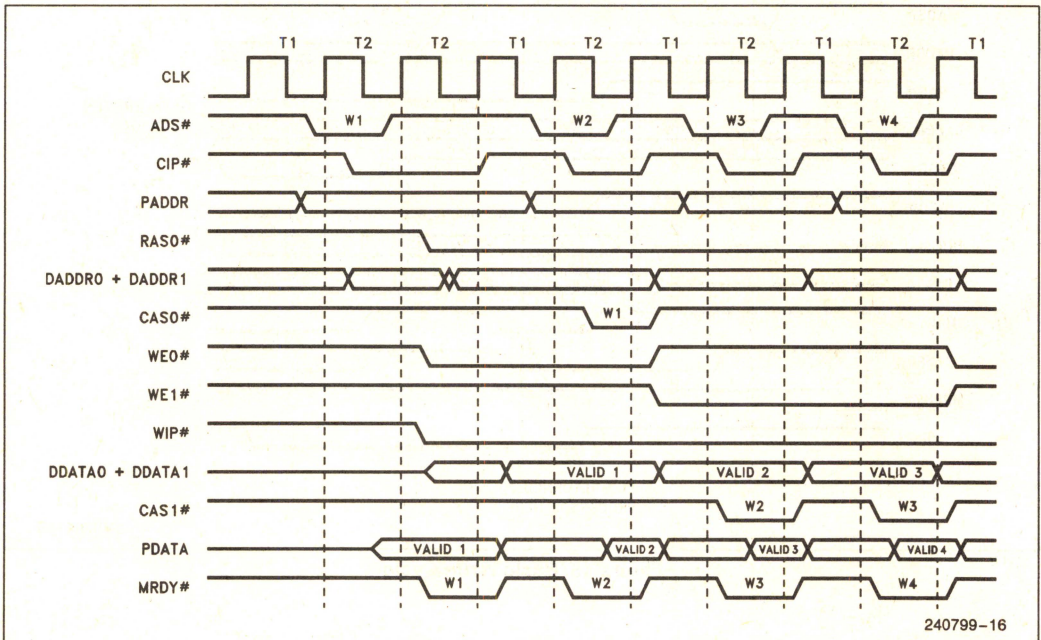 T1 T2 T2 T1 T2 T1 T2 T1 T2 T1
CLK
ADS# W1 W2 W3 W4
CIP#
PADDR
RAS0#
DADDR0 + DADDR1
CAS0# W1
WE0#
WE1#
WIP#
DDATA0 + DDATA1 VALID 1 VALID 2 VALID 3
CAS1# W2 W3
PDATA VALID 1 VALID 2 VALID 3 VALID 4
MRDY# W1 W2 W3 W4
240799-16